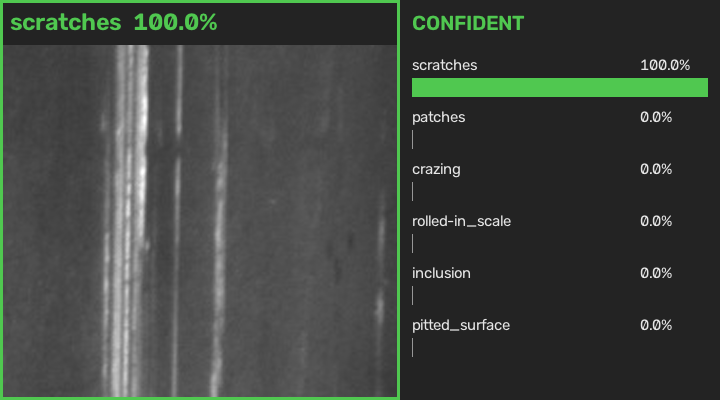 scratches 100.0%
CONFIDENT
scratches 100.0%
patches 0.0%
crazing 0.0%
rolled-in_scale 0.0%
inclusion 0.0%
pitted_surface 0.0%